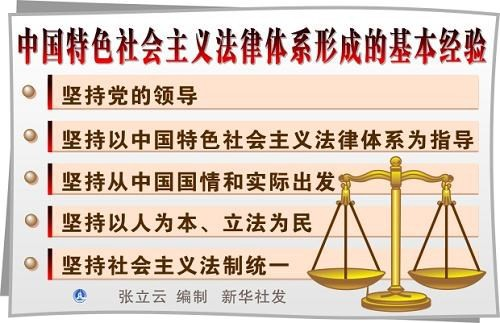 中国特色社会主义法律体系形成的基本经验
坚持党的领导
坚持以中国特色社会主义法律体系为指导
坚持从中国国情和实际出发
坚持以人为本、立法为民
坚持社会主义法制统一
张立云 编制 新华社发